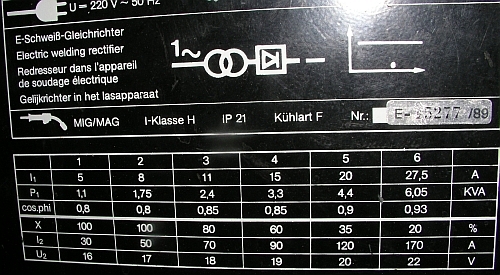 U = 220 V ~ 50 Hz
E-Schweiß-Gleichrichter
Electric welding rectifier
Redresseur dans l'appareil
de soudage électrique
Gelijkrichter in het lasapparaat
1~
MIG/MAG I-Klasse H IP 21 Kühlart F Nr.: E- 15277 /89
1 2 3 4 5 6
I1 5 8 11 15 20 27,5 A
P1 1,1 1,75 2,4 3,3 4,4 6,05 KVA
cos.phi 0,8 0,8 0,85 0,85 0,9 0,93
X 100 100 80 60 35 20 %
I2 30 50 70 90 120 170 A
U2 16 17 18 19 20 22 V